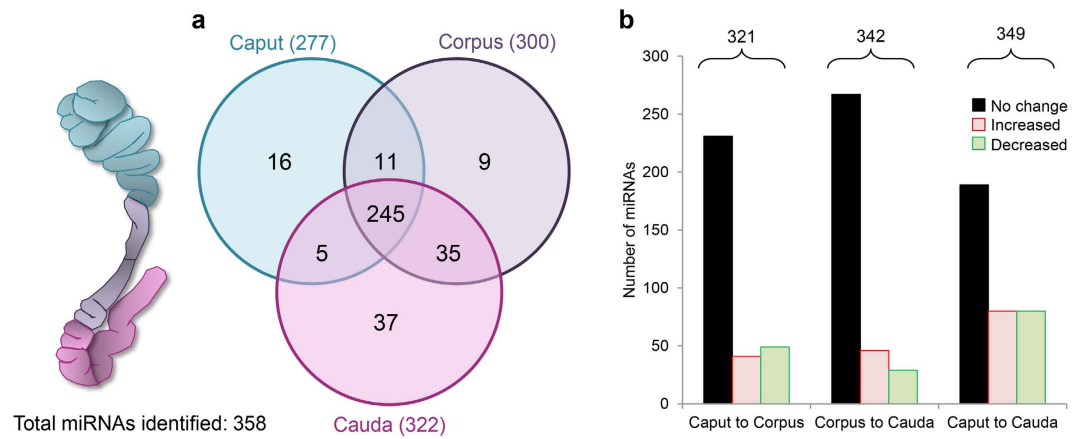 a
Caput (277)
Corpus (300)
16
11
9
245
5
35
37
Cauda (322)
Total miRNAs identified: 358
b
321
342
349
300
250
200
150
100
50
0
Number of miRNAs
No change
Increased
Decreased
Caput to Corpus
Corpus to Cauda
Caput to Cauda